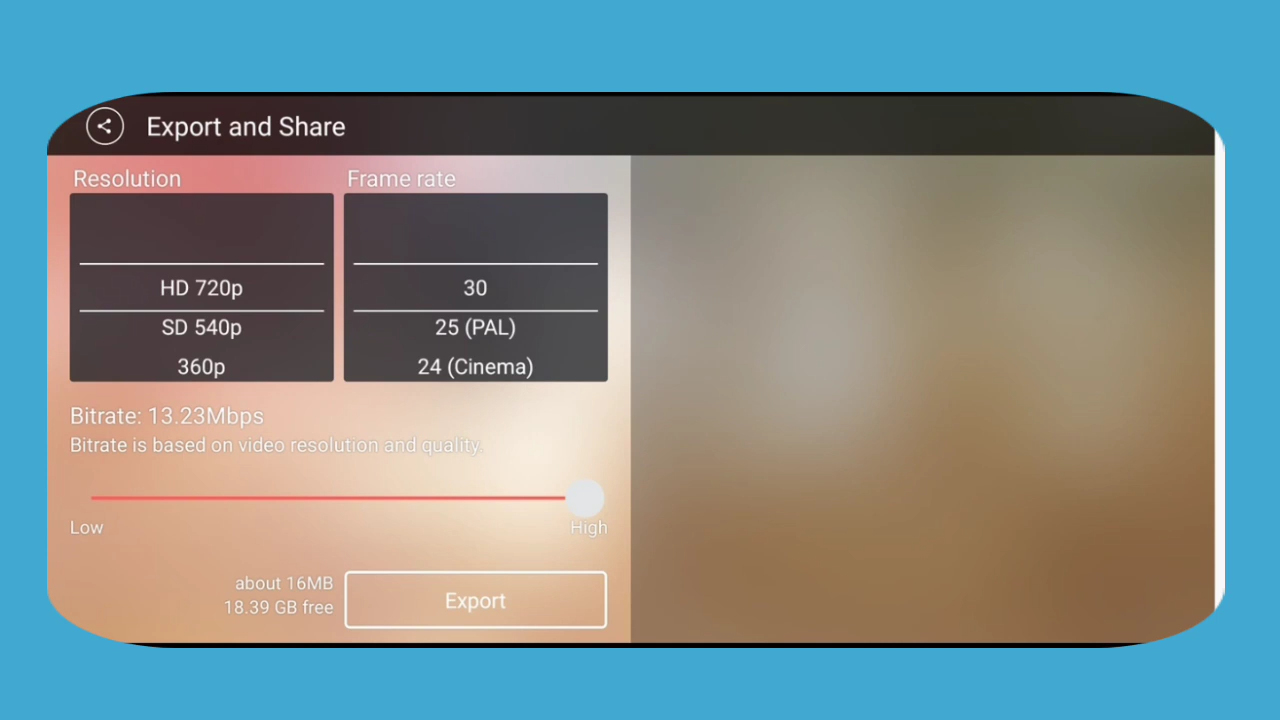 Export and Share
Resolution
Frame rate
HD 720p
30
SD 540p
25 (PAL)
360p
24 (Cinema)
Bitrate: 13.23Mbps
Bitrate is based on video resolution and quality.
Low
High
about 16MB
18.39 GB free
Export